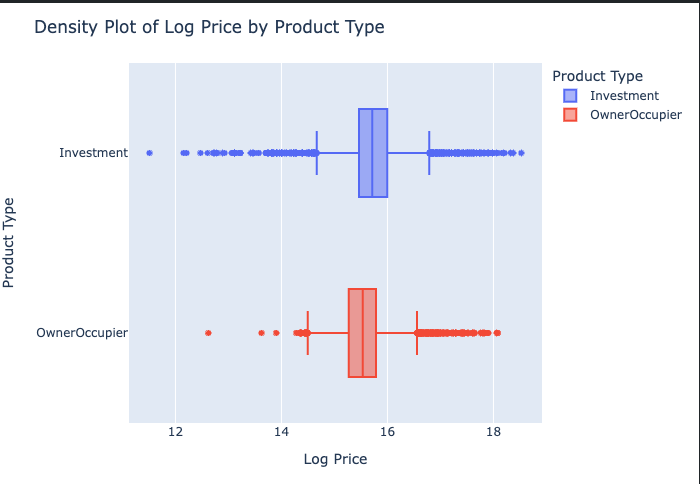 Density Plot of Log Price by Product Type
Product Type
Investment
OwnerOccupier
Investment
OwnerOccupier
Product Type
12
14
16
18
Log Price